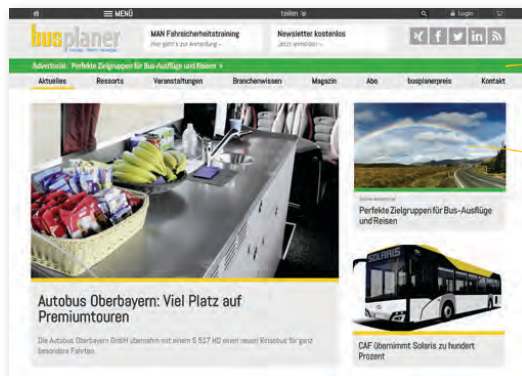 MENÜ
teilen
Login
busplaner
MAN Fahrsicherheitstraining
Hier geht's zur Anmeldung –
Newsletter kostenlos
Jetzt anmelden –
Advertorial: Perfekte Zielgruppen für Bus-Ausflüge und Reisen »
Aktuelles Ressorts Veranstaltungen Branchenwissen Magazin Abo busplanerpreis Kontakt
Autobus Oberbayern: Viel Platz auf
Premiumtouren
Die Autobus Oberbayern GmbH übernahm mit einem S 517 HD einen neuen Reisebus für ganz
besondere Fahrten.
Online Advertorial
Perfekte Zielgruppen für Bus-Ausflüge
und Reisen
SOLARIS
CAF übernimmt Solaris zu hundert
Prozent